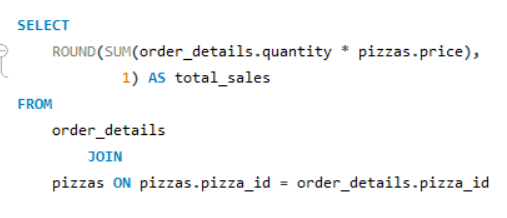 SELECT
ROUND(SUM(order_details.quantity * pizzas.price),
1) AS total_sales
FROM
order_details
JOIN
pizzas ON pizzas.pizza_id = order_details.pizza_id